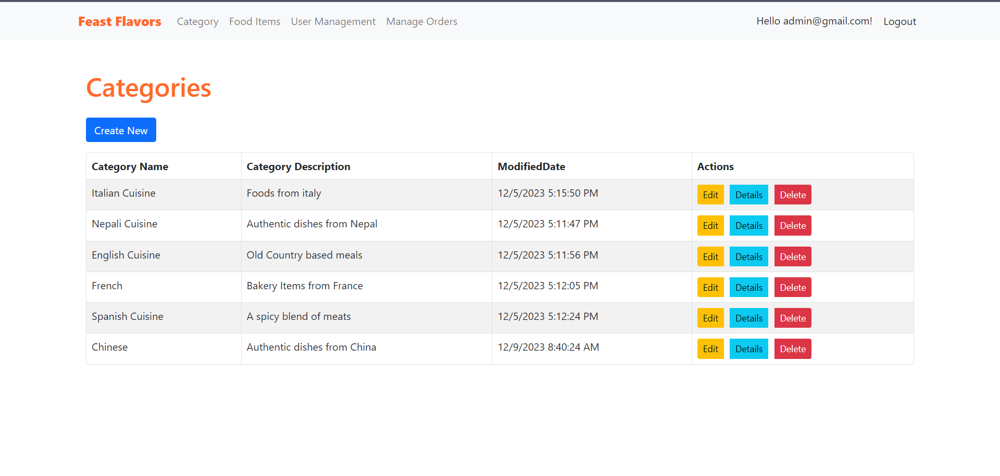 Feast Flavors Category Food Items User Management Manage Orders Hello admin@gmail.com! Logout
Categories
Create New
Category Name Category Description ModifiedDate Actions
Italian Cuisine Foods from italy 12/5/2023 5:15:50 PM Edit Details Delete
Nepali Cuisine Authentic dishes from Nepal 12/5/2023 5:11:47 PM Edit Details Delete
English Cuisine Old Country based meals 12/5/2023 5:11:56 PM Edit Details Delete
French Bakery Items from France 12/5/2023 5:12:05 PM Edit Details Delete
Spanish Cuisine A spicy blend of meats 12/5/2023 5:12:24 PM Edit Details Delete
Chinese Authentic dishes from China 12/9/2023 8:40:24 AM Edit Details Delete